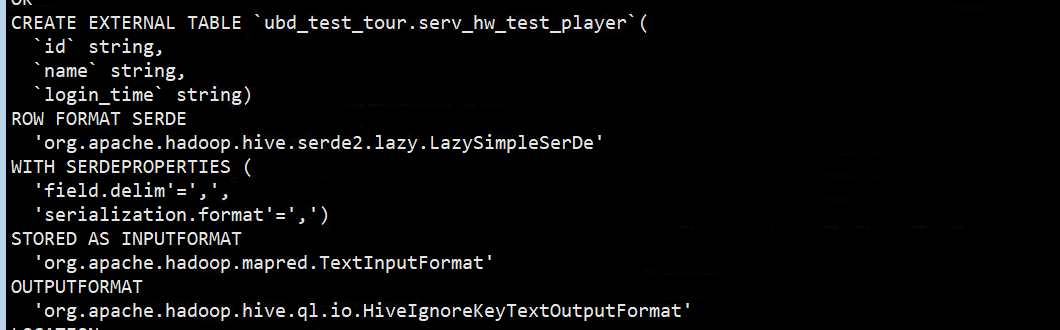 OK
CREATE EXTERNAL TABLE `ubd_test_tour.serv_hw_test_player`(
  `id` string,
  `name` string,
  `login_time` string)
ROW FORMAT SERDE
  'org.apache.hadoop.hive.serde2.lazy.LazySimpleSerDe'
WITH SERDEPROPERTIES (
  'field.delim'=',',
  'serialization.format'=',')
STORED AS INPUTFORMAT
  'org.apache.hadoop.mapred.TextInputFormat'
OUTPUTFORMAT
  'org.apache.hadoop.hive.ql.io.HiveIgnoreKeyTextOutputFormat'
LOCATION